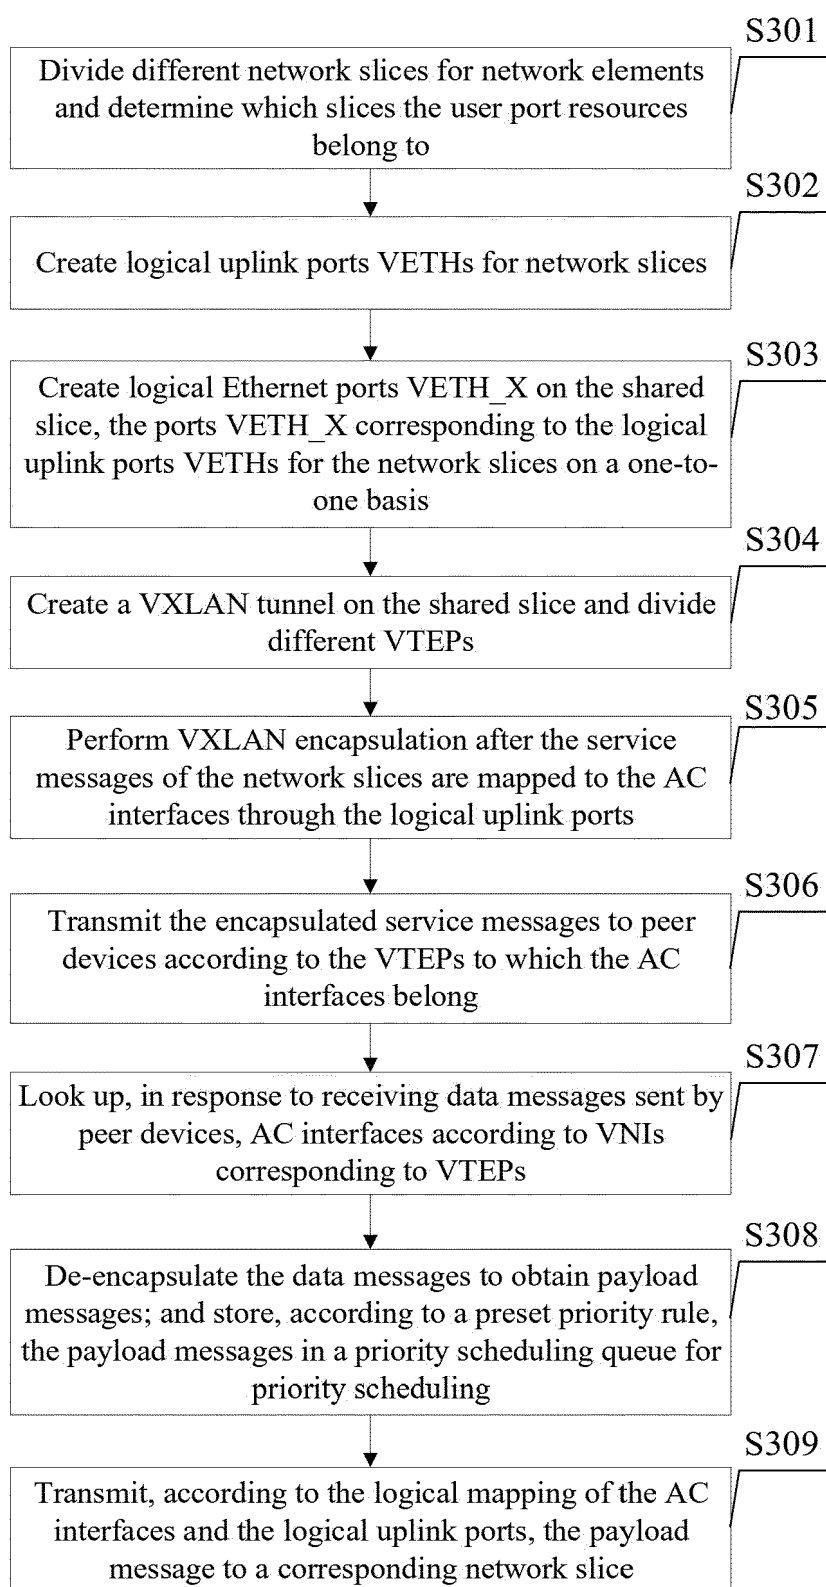 S301
Divide different network slices for network elements
and determine which slices the user port resources
belong to
S302
Create logical uplink ports VETHs for network slices
S303
Create logical Ethernet ports VETH_X on the shared
slice, the ports VETH_X corresponding to the logical
uplink ports VETHs for the network slices on a one-to-
one basis
S304
Create a VXLAN tunnel on the shared slice and divide
different VTEPs
S305
Perform VXLAN encapsulation after the service
messages of the network slices are mapped to the AC
interfaces through the logical uplink ports
S306
Transmit the encapsulated service messages to peer
devices according to the VTEPs to which the AC
interfaces belong
S307
Look up, in response to receiving data messages sent by
peer devices, AC interfaces according to VNIs
corresponding to VTEPs
S308
De-encapsulate the data messages to obtain payload
messages; and store, according to a preset priority rule,
the payload messages in a priority scheduling queue for
priority scheduling
S309
Transmit, according to the logical mapping of the AC
interfaces and the logical uplink ports, the payload
message to a corresponding network slice